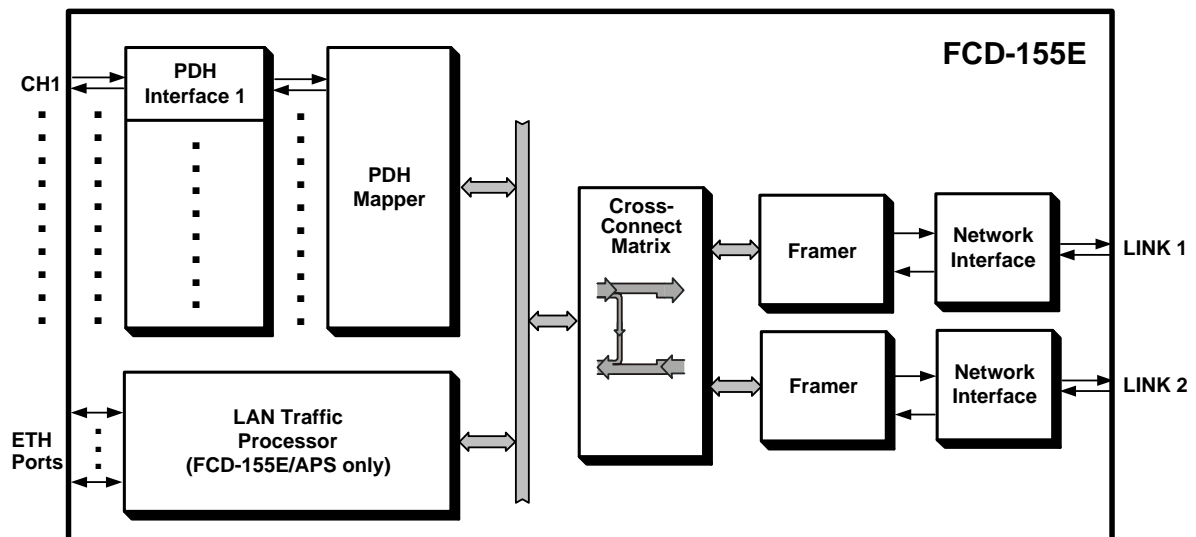 FCD-155E
CH1
PDH
Interface 1
PDH
Mapper
Cross-
Connect
Matrix
Framer
Network
Interface
LINK 1
Framer
Network
Interface
LINK 2
ETH
Ports
LAN Traffic
Processor
(FCD-155E/APS only)